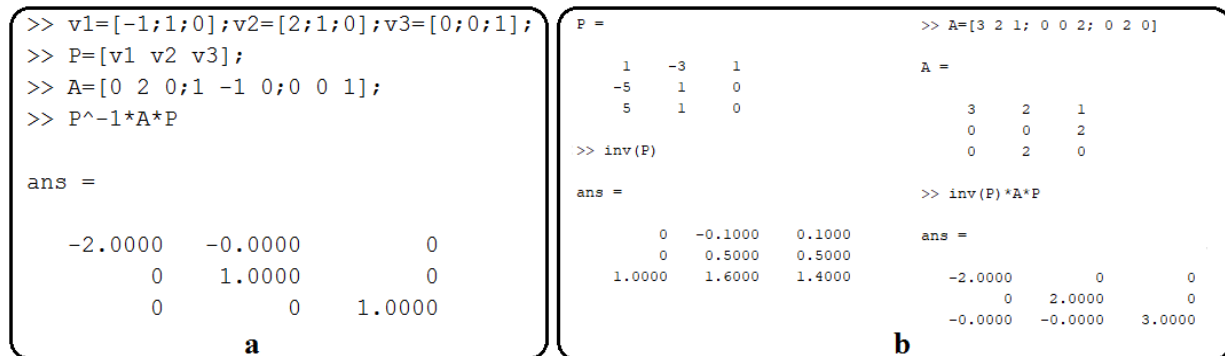 >> v1=[-1;1;0];v2=[2;1;0];v3=[0;0;1];
>> P=[v1 v2 v3];
>> A=[0 2 0;1 -1 0;0 0 1];
>> P^-1*A*P
ans =
-2.0000 -0.0000 0
0 1.0000 0
0 0 1.0000
a
P =
1 -3 1
-5 1 0
5 1 0
>> inv(P)
ans =
0 -0.1000 0.1000
0 0.5000 0.5000
1.0000 1.6000 1.4000
>> A=[3 2 1; 0 0 2; 0 2 0]
A =
3 2 1
0 0 2
0 2 0
>> inv(P)*A*P
ans =
-2.0000 0 0
0 2.0000 0
-0.0000 -0.0000 3.0000
b